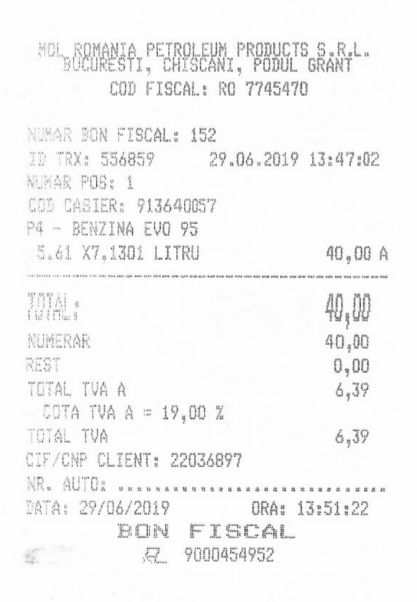 MOL ROMANIA PETROLEUM PRODUCTS S.R.L.
BUCURESTI, CHISCANI, PODUL GRANT
COD FISCAL: RO 7745470
NUMAR BON FISCAL: 152
ID TRX: 556859 29.06.2019 13:47:02
NUMAR POS: 1
COD CASIER: 913640057
P4 - BENZINA EVO 95
5.61 X7.1301 LITRU 40,00 A
TOTAL: 40,00
NUMERAR 40,00
REST 0,00
TOTAL TVA A 6,39
COTA TVA A = 19,00 %
TOTAL TVA 6,39
CIF/CNP CLIENT: 22036897
NR. AUTO: ................................
DATA: 29/06/2019 ORA: 13:51:22
BON FISCAL
9000454952